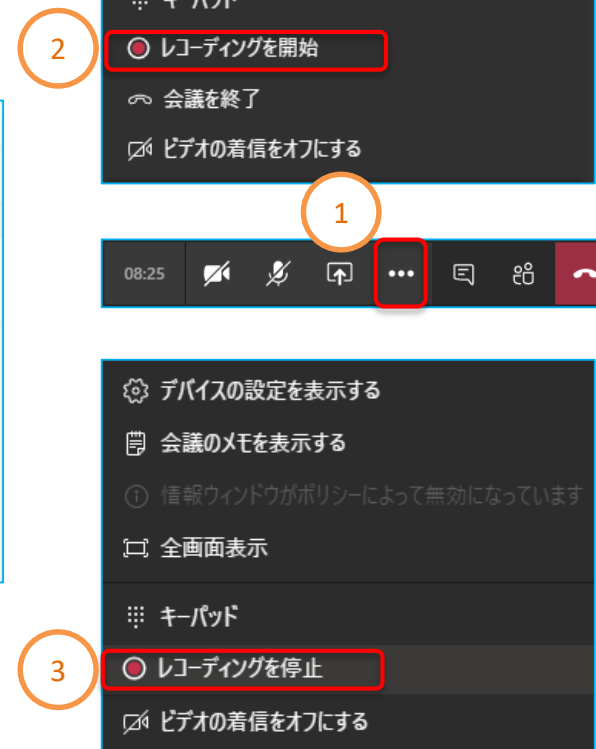 キーパッド
2
レコーディングを開始
会議を終了
ビデオの着信をオフにする
1
08:25
デバイスの設定を表示する
会議のメモを表示する
情報ウィンドウがポリシーによって無効になっています
全画面表示
キーパッド
3
レコーディングを停止
ビデオの着信をオフにする